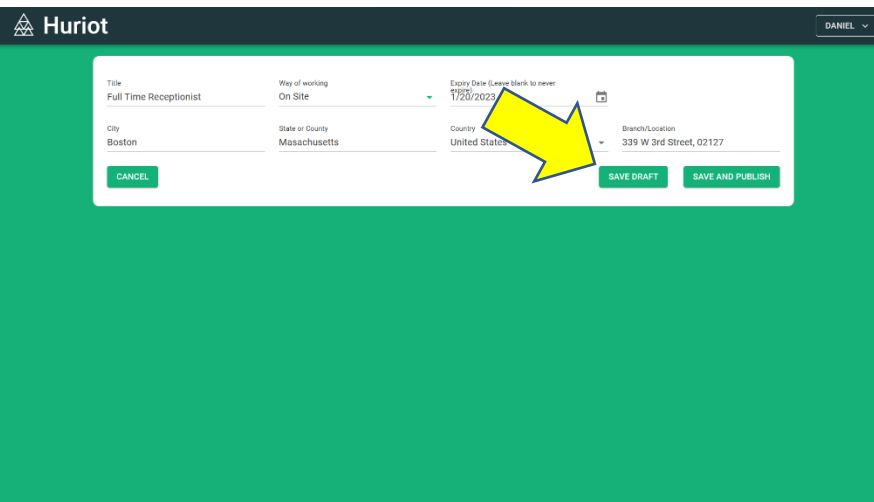 Huriot
DANIEL
Title
Way of working
Expiry Date (Leave blank to never
expire)
Full Time Receptionist
On Site
1/20/2023
City
State or County
Country
Branch/Location
Boston
Masachusetts
United States
339 W 3rd Street, 02127
CANCEL
SAVE DRAFT
SAVE AND PUBLISH